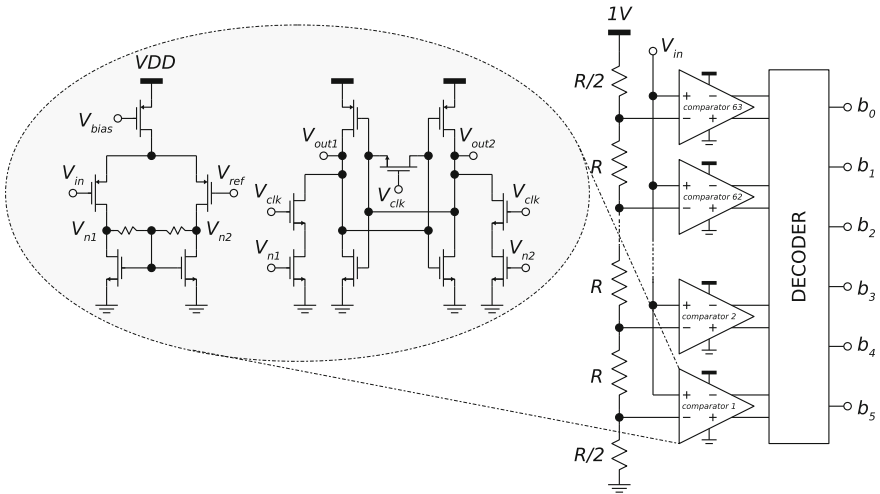 1V
VDD
V_in
R/2
comparator 63
+ −
− +
b_0
V_bias
V_out1
V_out2
R
b_1
V_in
V_ref
V_clk
V_clk
V_clk
comparator 62
+ −
− +
b_2
V_n1
V_n2
V_n1
V_n2
DECODER
R
b_3
comparator 2
+ −
− +
b_4
R
comparator 1
+ −
− +
b_5
R/2